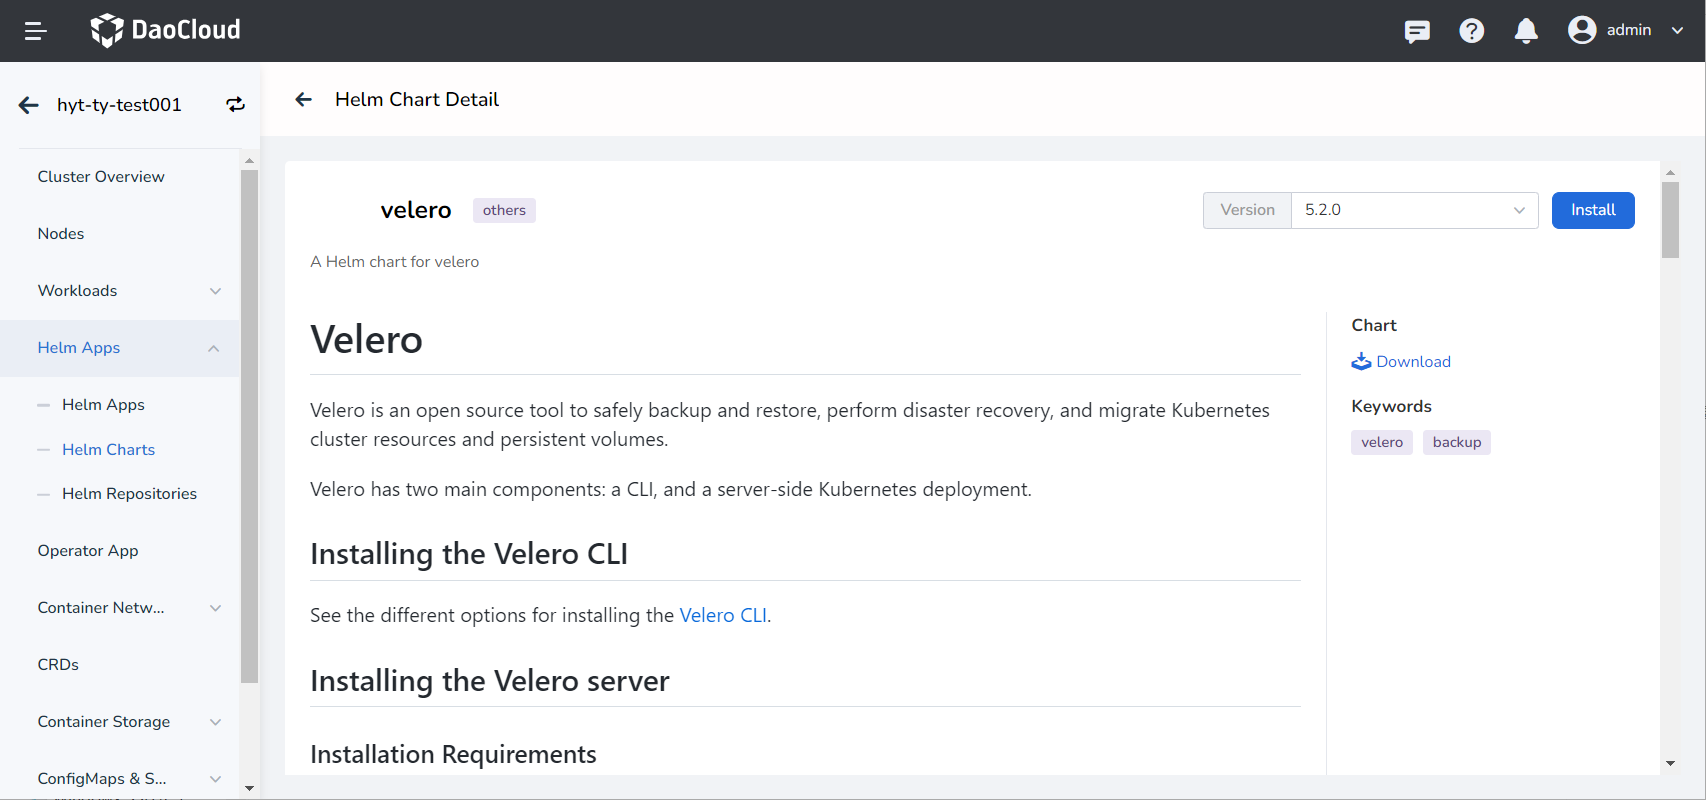 DaoCloud
admin
hyt-ty-test001
Helm Chart Detail
Cluster Overview
Nodes
Workloads
Helm Apps
Helm Apps
Helm Charts
Helm Repositories
Operator App
Container Netw...
CRDs
Container Storage
ConfigMaps & S...
velero
others
Version
5.2.0
Install
A Helm chart for velero
Velero
Velero is an open source tool to safely backup and restore, perform disaster recovery, and migrate Kubernetes
cluster resources and persistent volumes.
Velero has two main components: a CLI, and a server-side Kubernetes deployment.
Installing the Velero CLI
See the different options for installing the Velero CLI.
Installing the Velero server
Installation Requirements
Chart
Download
Keywords
velero
backup